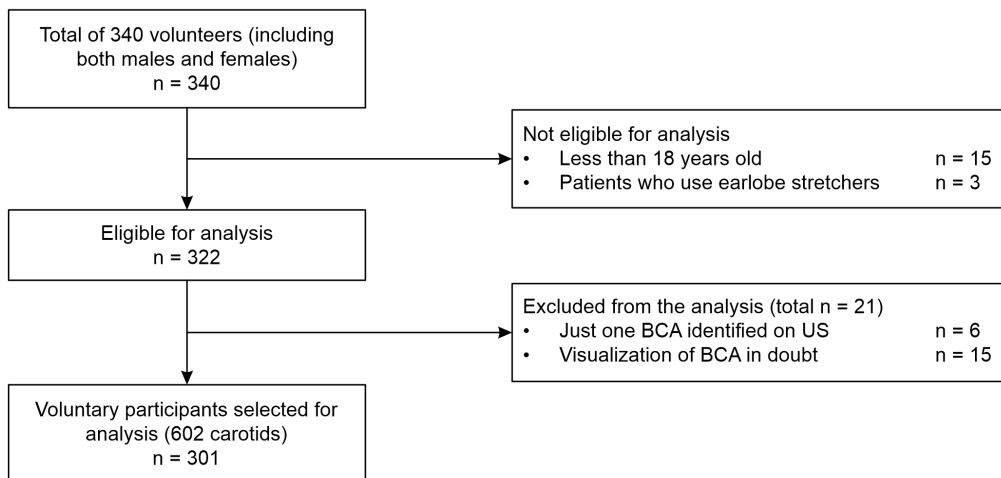 Total of 340 volunteers (including
both males and females)
n = 340
Not eligible for analysis
• Less than 18 years old n = 15
• Patients who use earlobe stretchers n = 3
Eligible for analysis
n = 322
Excluded from the analysis (total n = 21)
• Just one BCA identified on US n = 6
• Visualization of BCA in doubt n = 15
Voluntary participants selected for
analysis (602 carotids)
n = 301